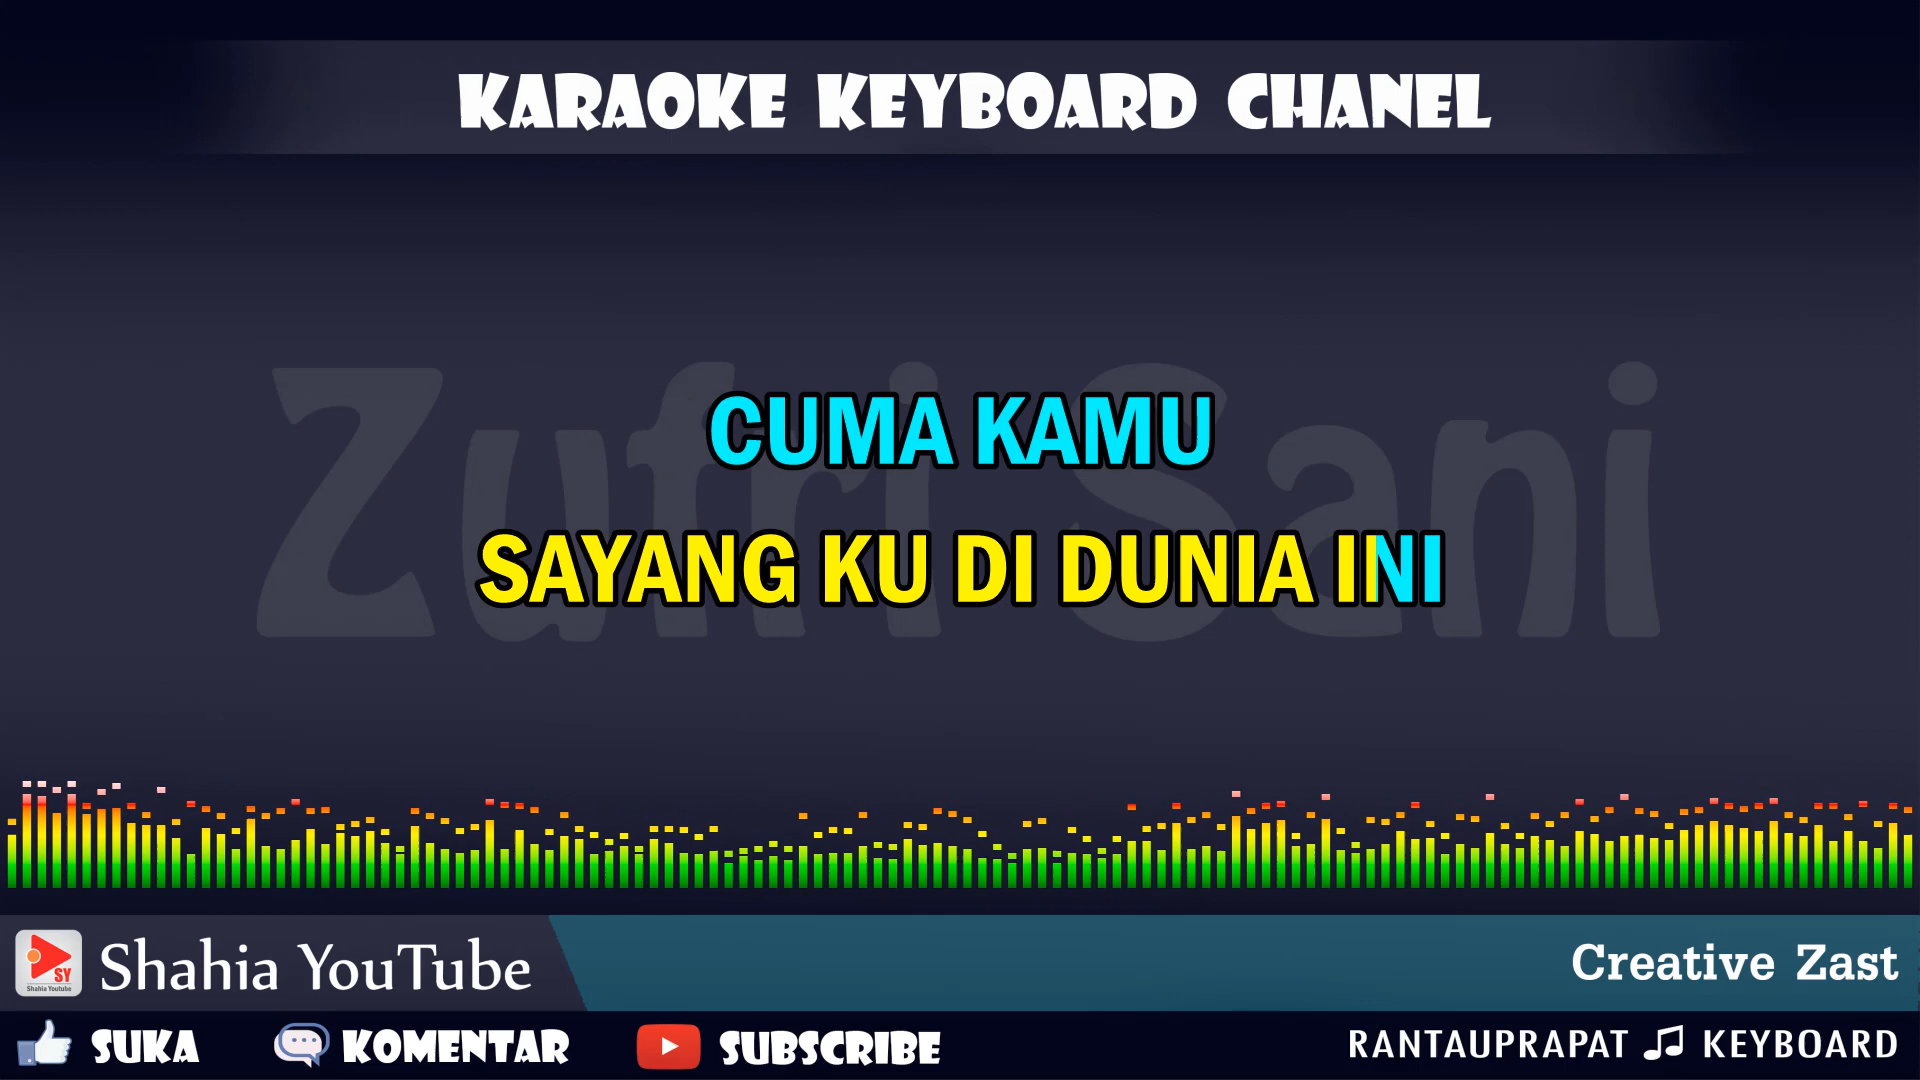 KARAOKE KEYBOARD CHANEL
Zufri Sani
CUMA KAMU
SAYANG KU DI DUNIA INI
SY
Shahia Youtube
Shahia YouTube
Creative Zast
SUKA
KOMENTAR
SUBSCRIBE
RANTAUPRAPAT KEYBOARD